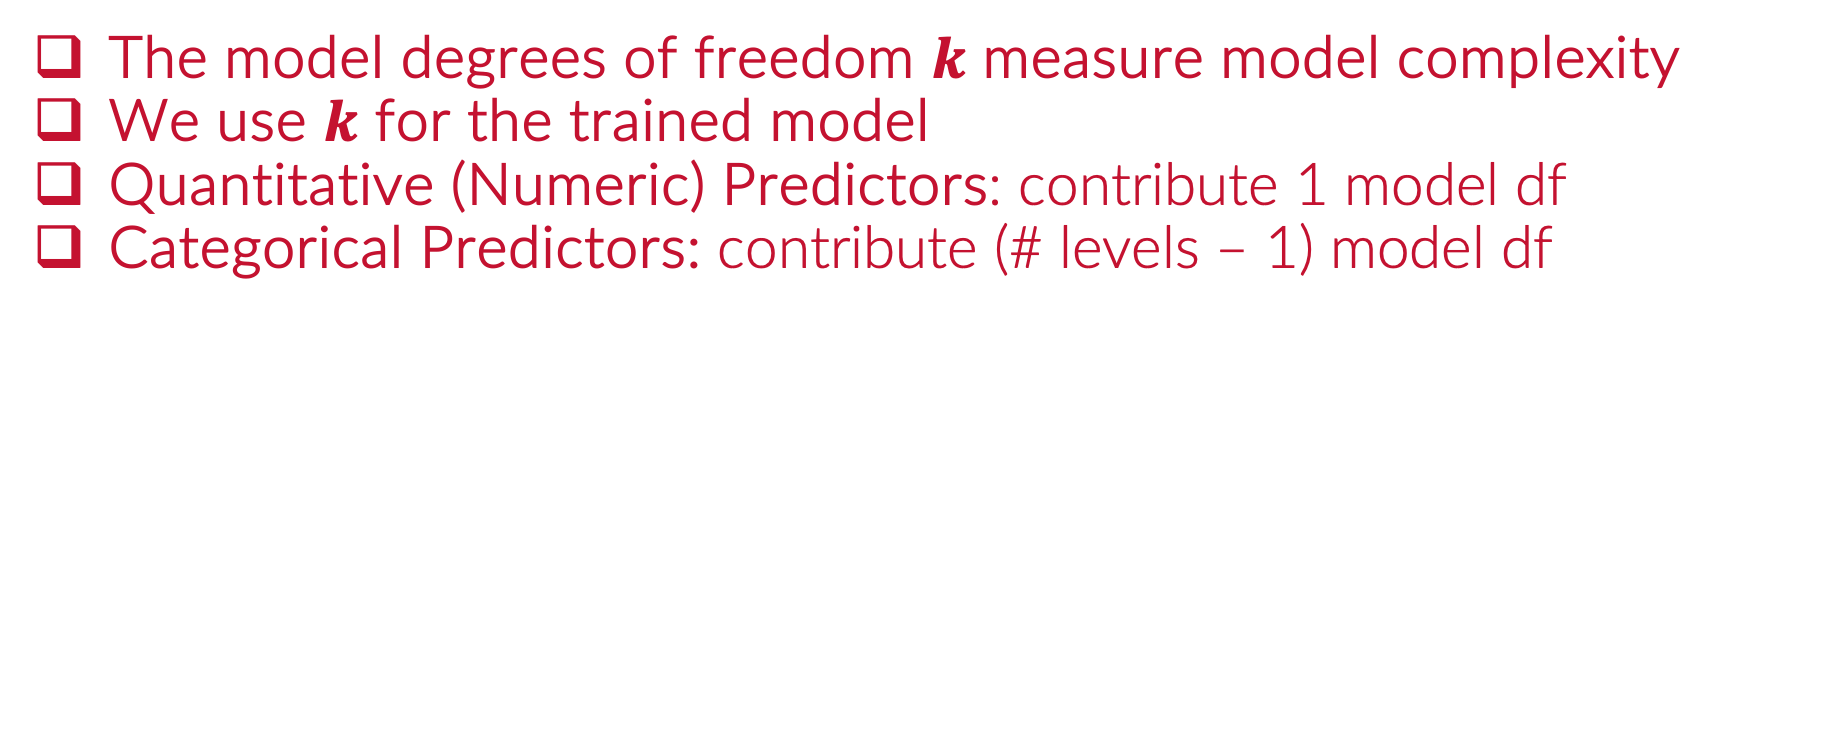 ❑ The model degrees of freedom k measure model complexity
❑ We use k for the trained model
❑ Quantitative (Numeric) Predictors: contribute 1 model df
❑ Categorical Predictors: contribute (# levels – 1) model df